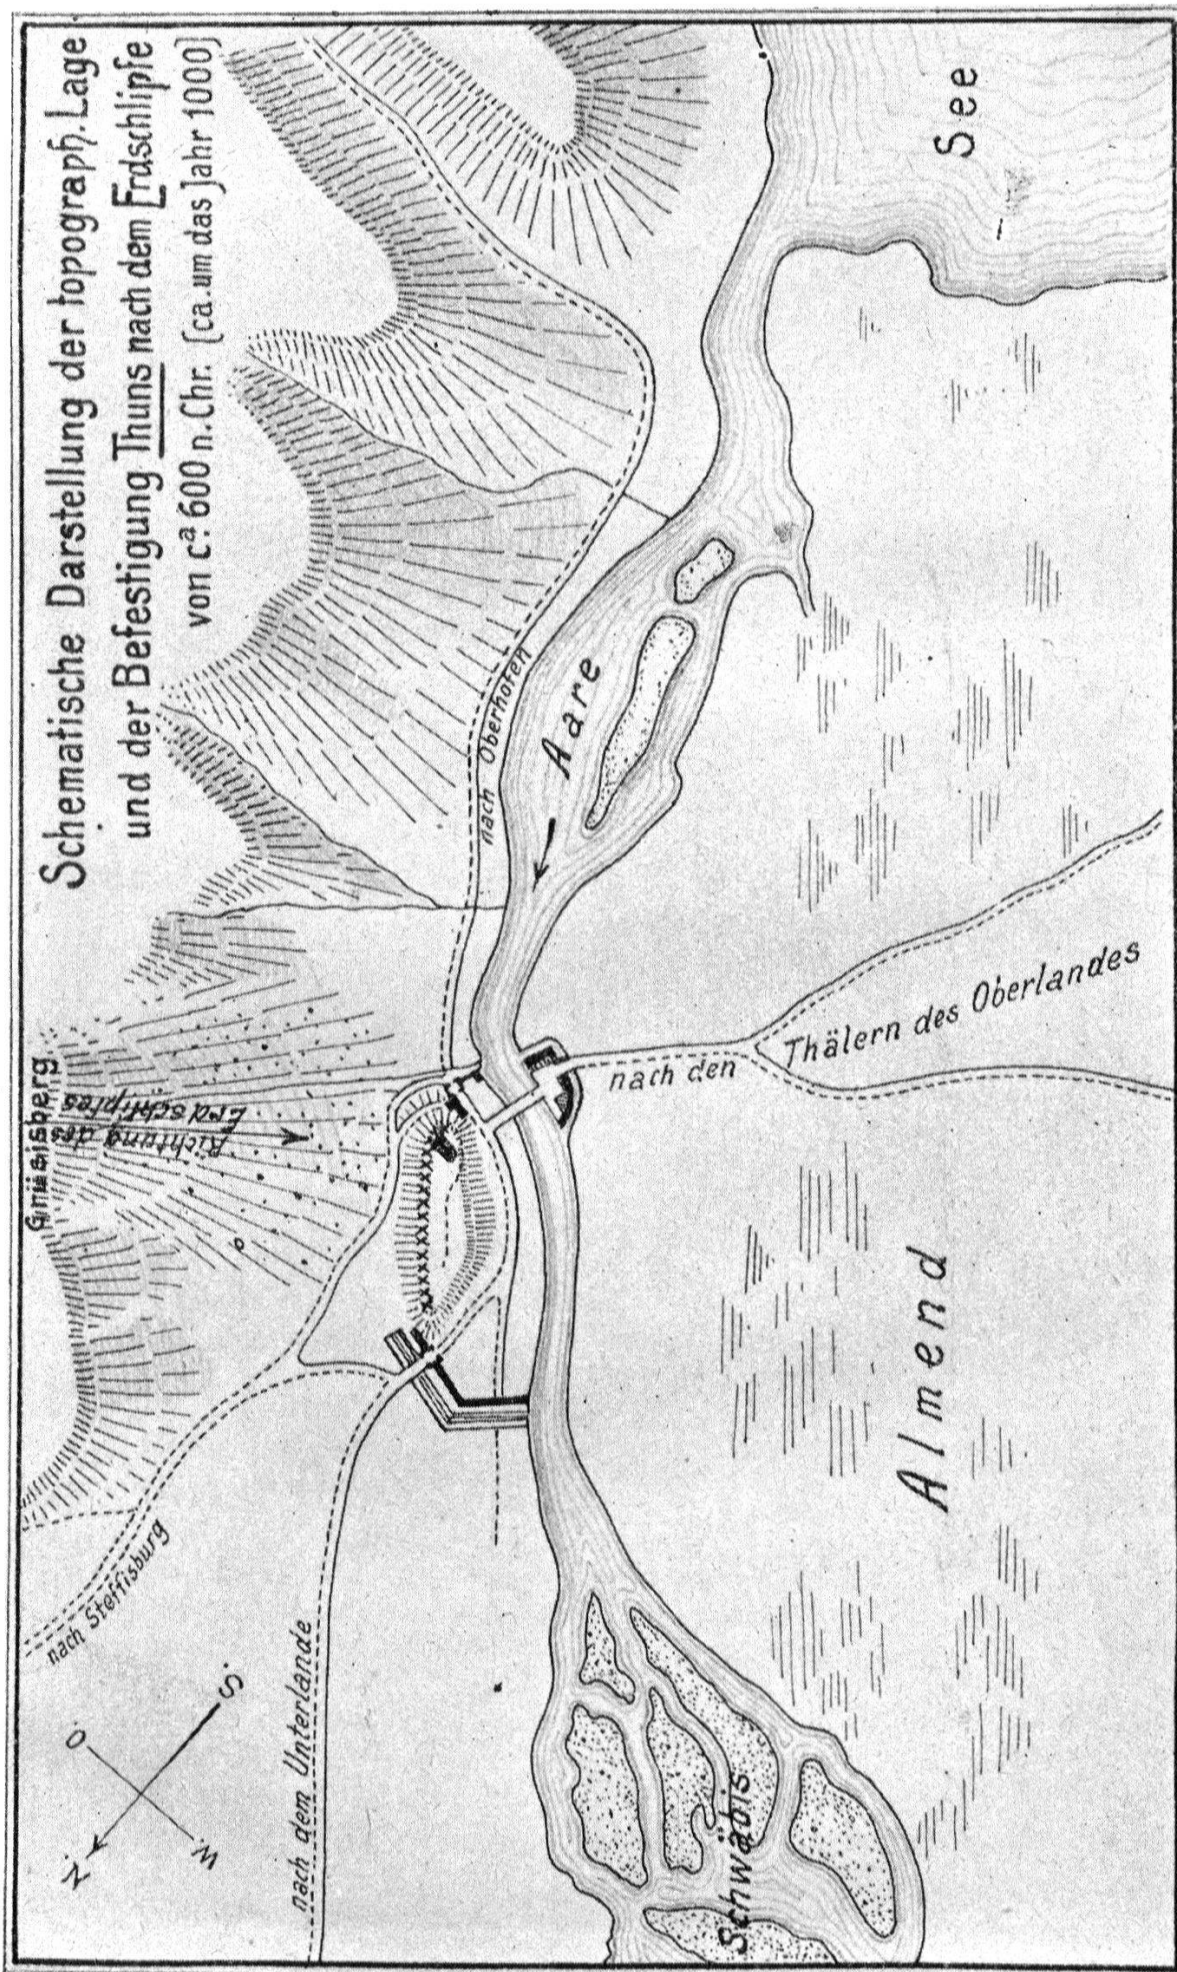 Schematische Darstellung der topograph. Lage
und der Befestigung Thuns nach dem Erdschlipfe
von cª. 600 n. Chr. [ca. um das Jahr 1000]
Grüsisberg
Richtung des
Erdschlipfes
nach Steffisburg
nach dem Unterlande
N.
O.
S.
W.
nach Oberhofen
Aare
See
nach den
Thälern des Oberlandes
Almend
Schwäbis